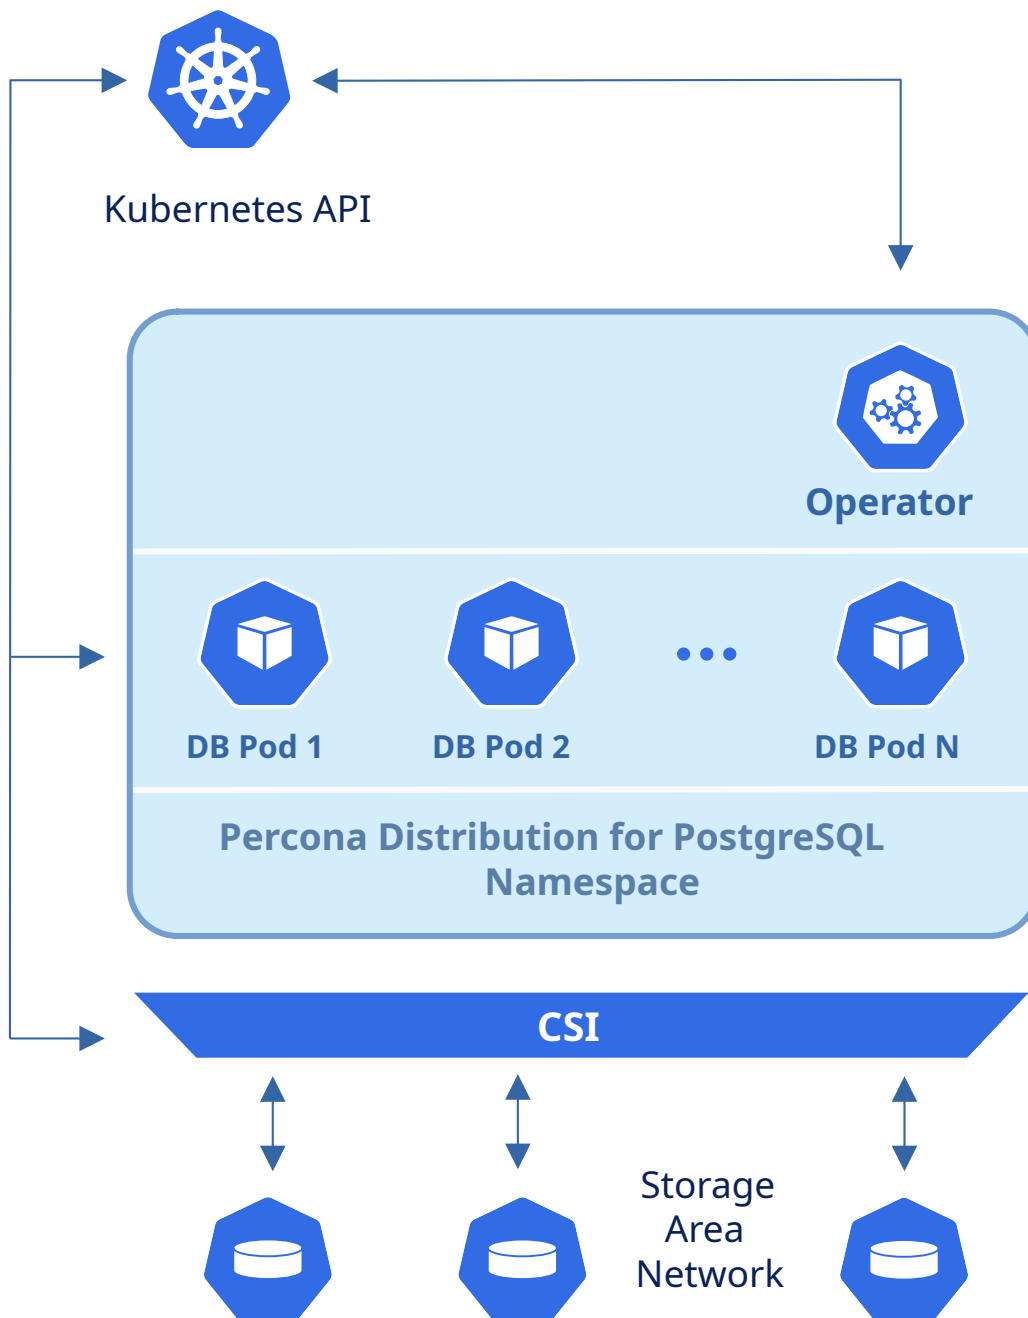 Kubernetes API
Operator
DB Pod 1
DB Pod 2
DB Pod N
Percona Distribution for PostgreSQL
Namespace
CSI
Storage
Area
Network